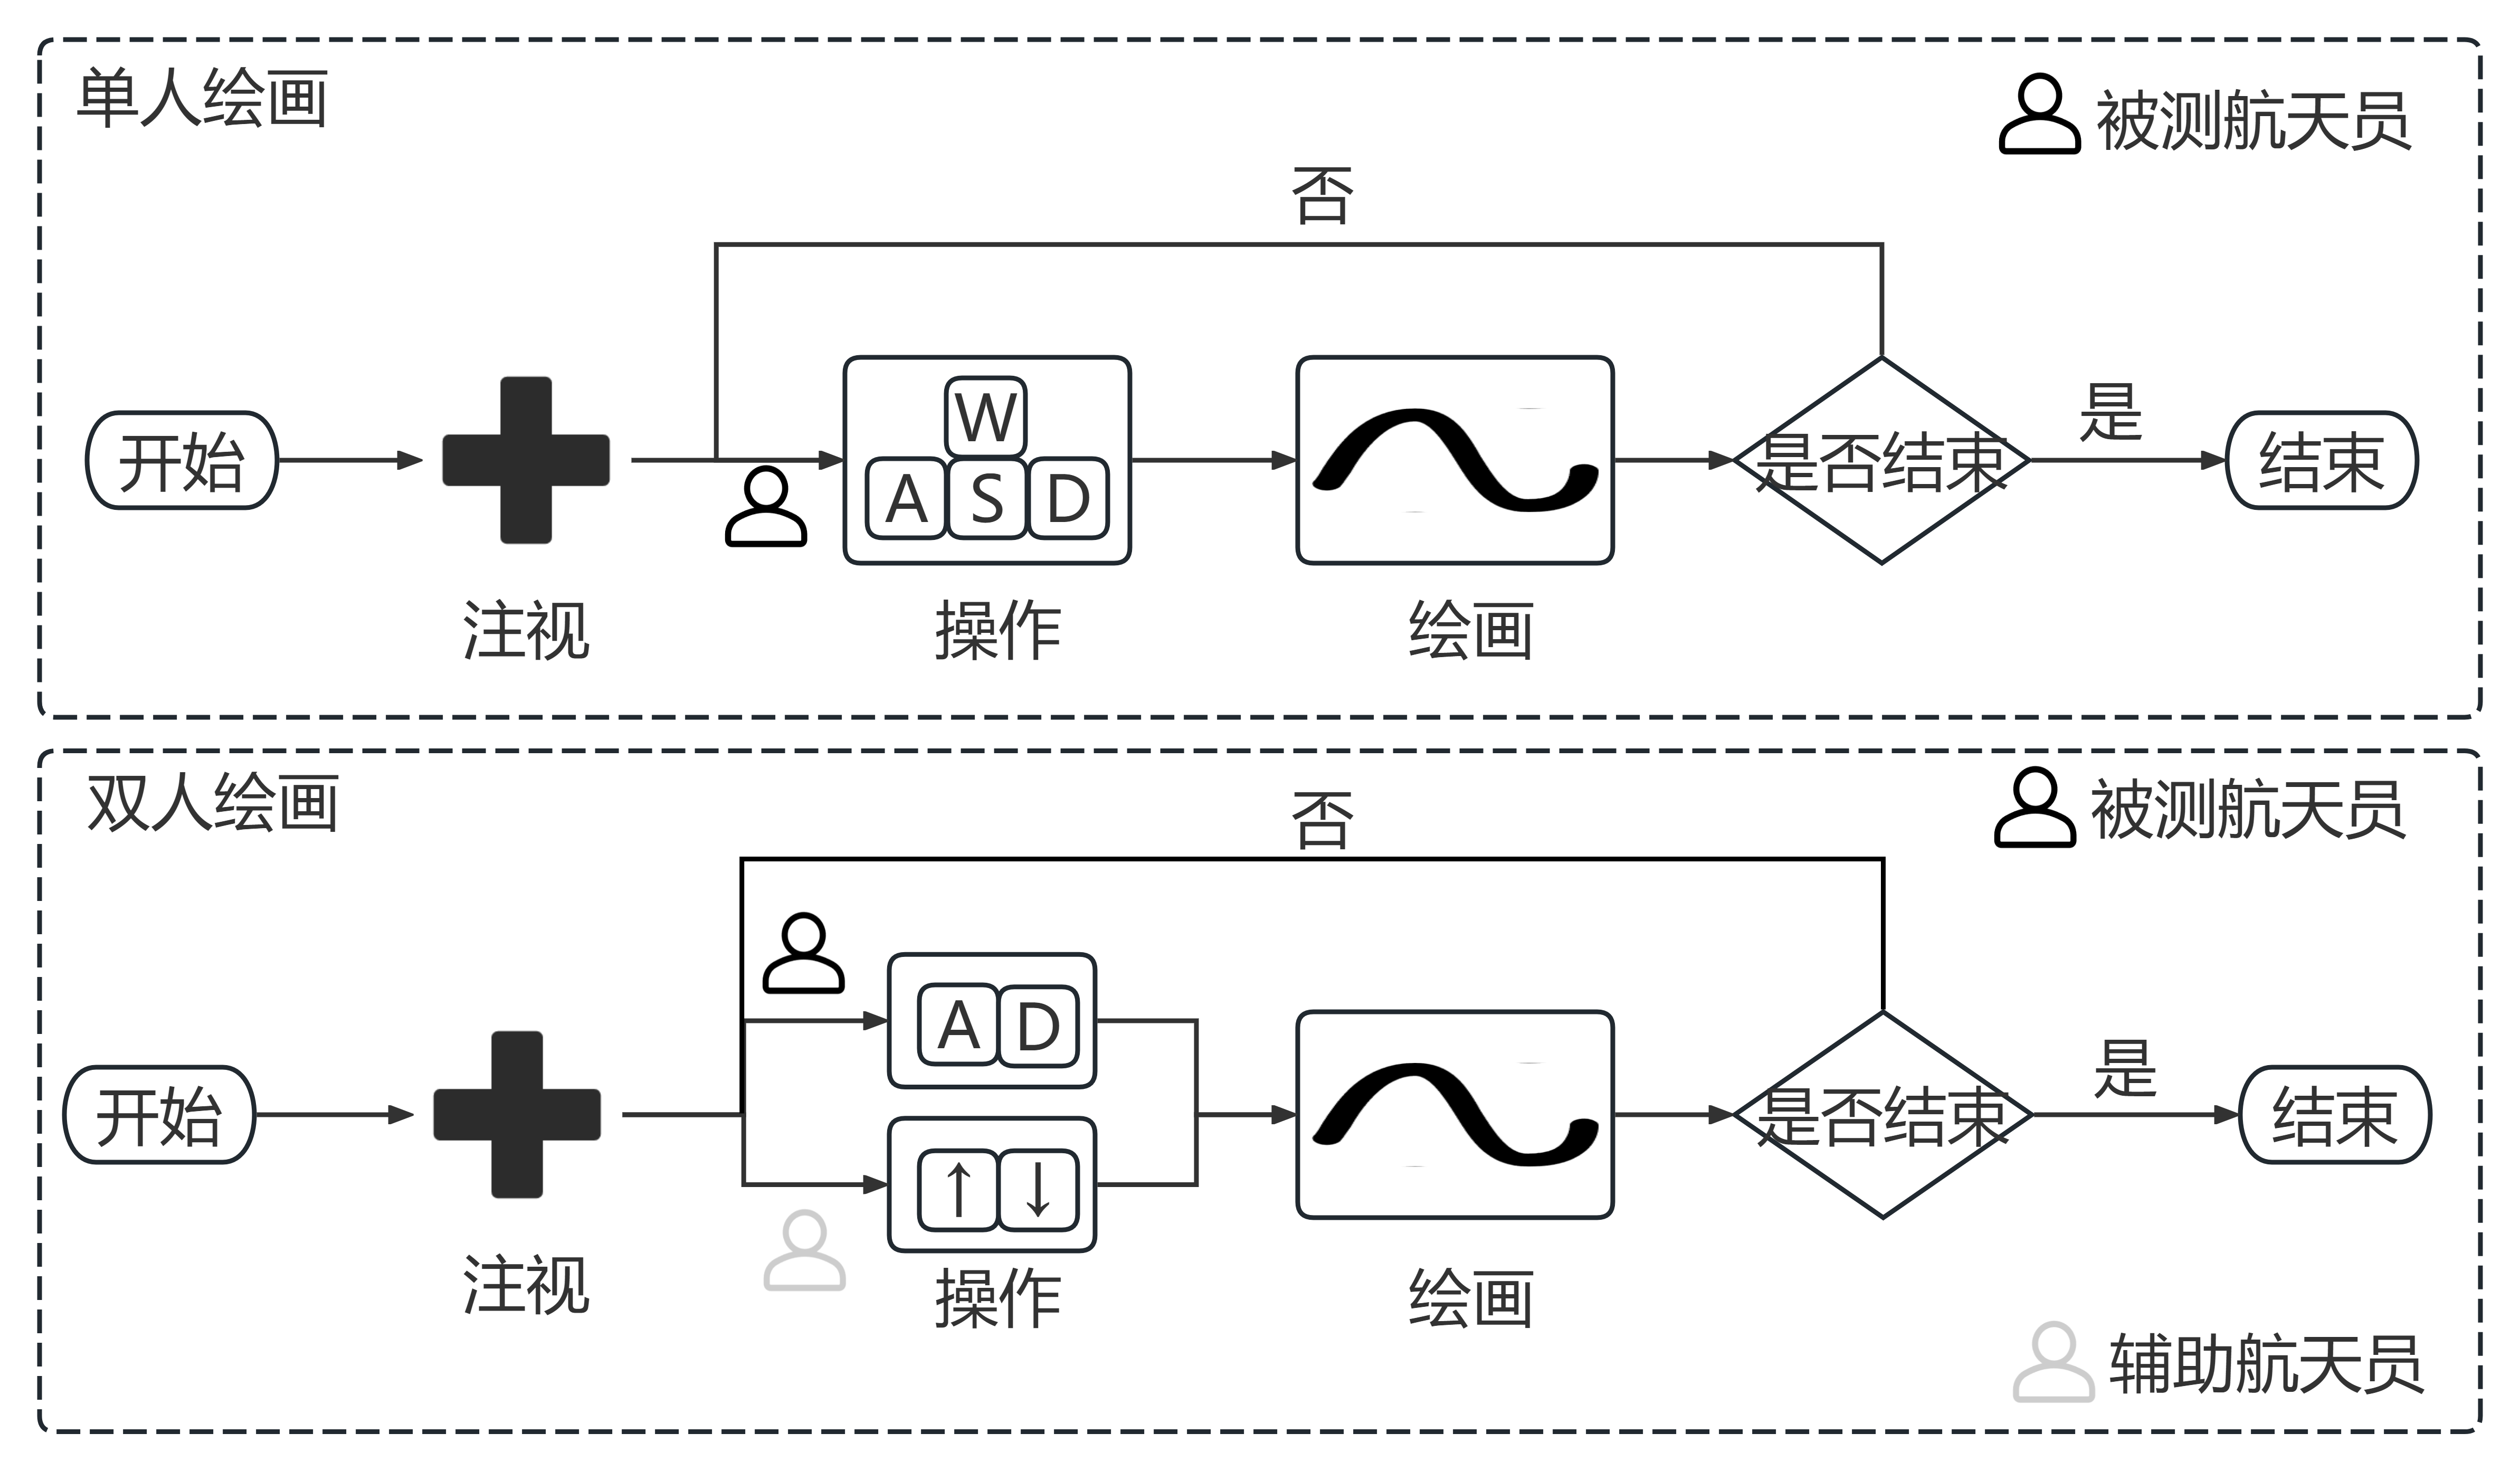 单人绘画
被测航天员
否
开始
W
A S D
是否结束
是
结束
注视
操作
绘画
双人绘画
被测航天员
否
A D
开始
↑ ↓
是否结束
是
结束
注视
操作
绘画
辅助航天员